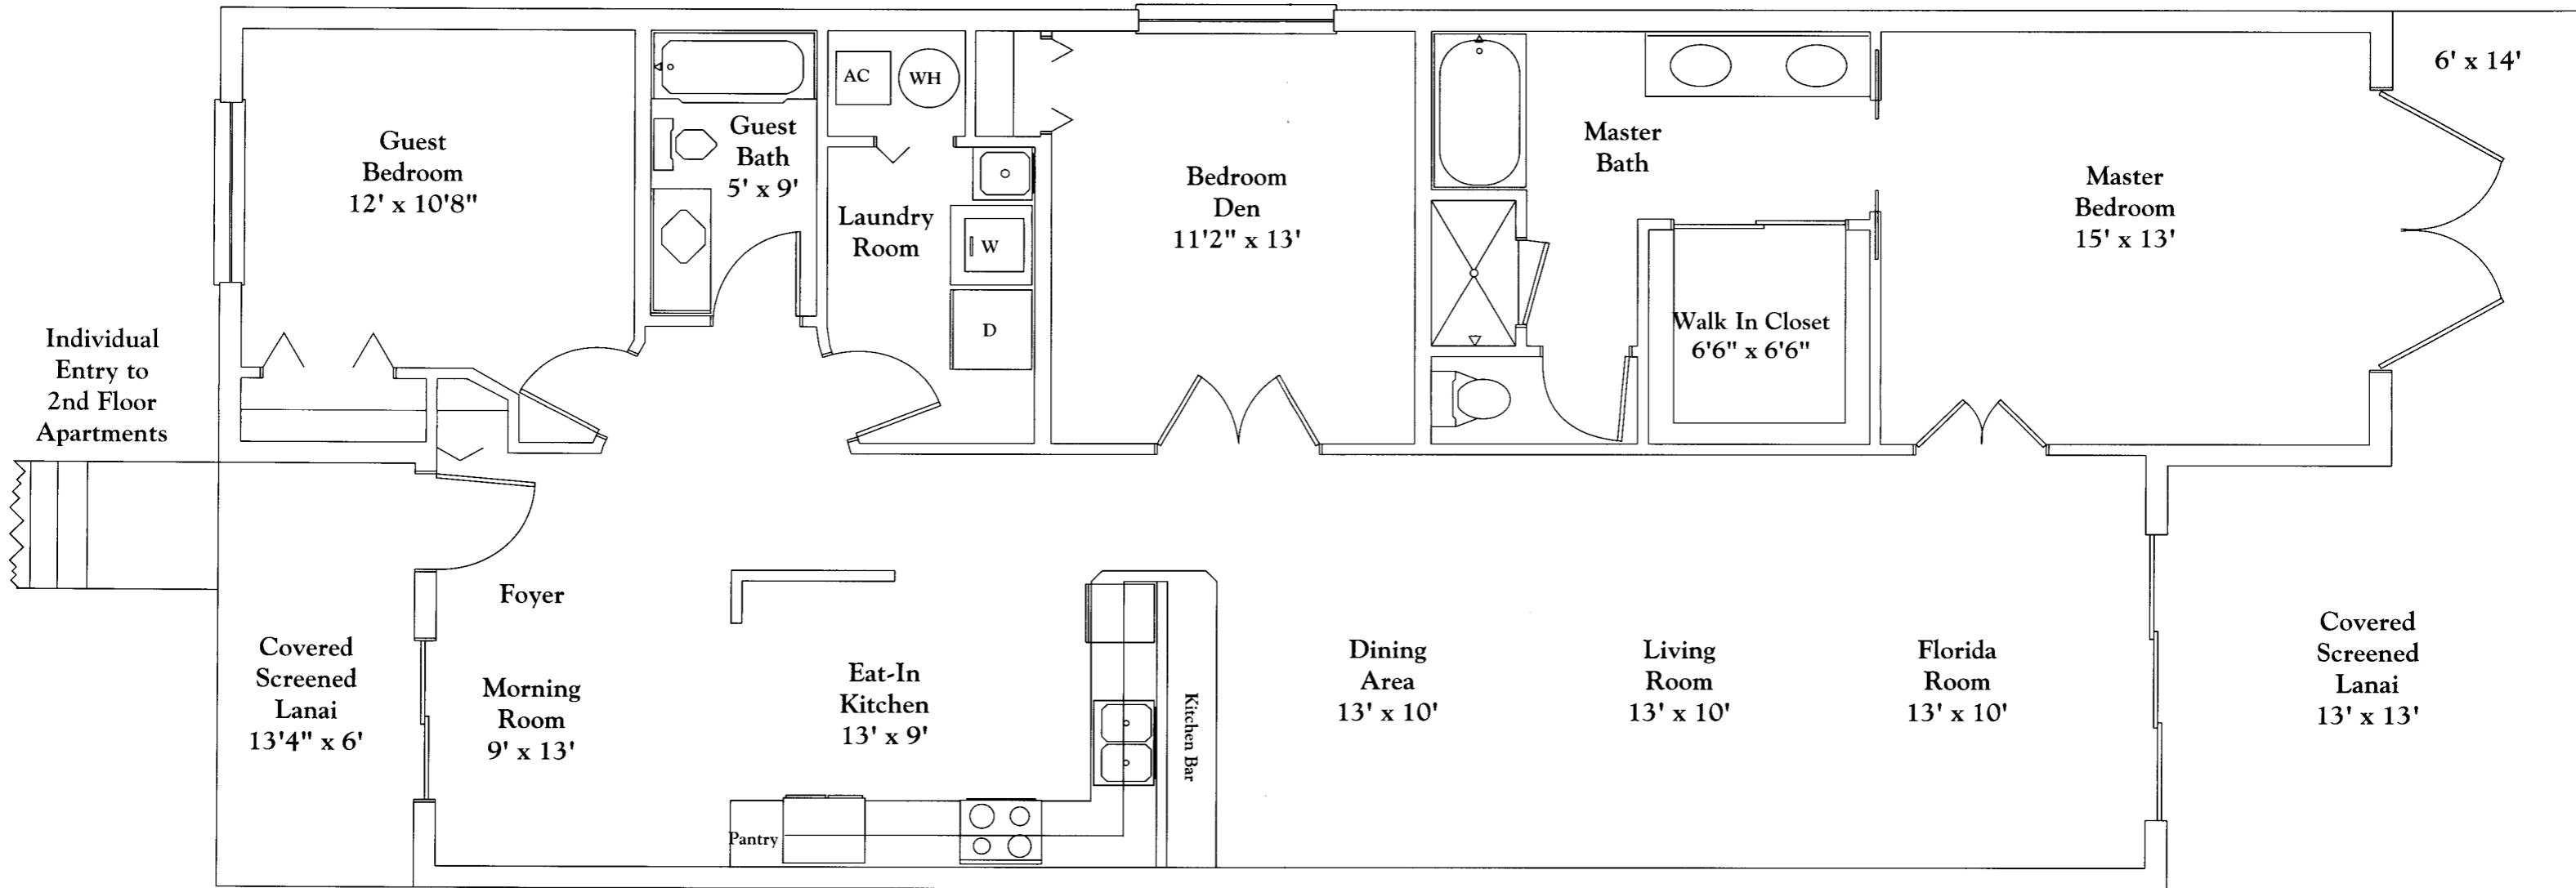 6' x 14'
AC
WH
Guest
Bedroom
12' x 10'8"
Guest
Bath
5' x 9'
Laundry
Room
W
D
Bedroom
Den
11'2" x 13'
Master
Bath
Walk In Closet
6'6" x 6'6"
Master
Bedroom
15' x 13'
Individual
Entry to
2nd Floor
Apartments
Foyer
Covered
Screened
Lanai
13'4" x 6'
Morning
Room
9' x 13'
Eat-In
Kitchen
13' x 9'
Pantry
Kitchen Bar
Dining
Area
13' x 10'
Living
Room
13' x 10'
Florida
Room
13' x 10'
Covered
Screened
Lanai
13' x 13'